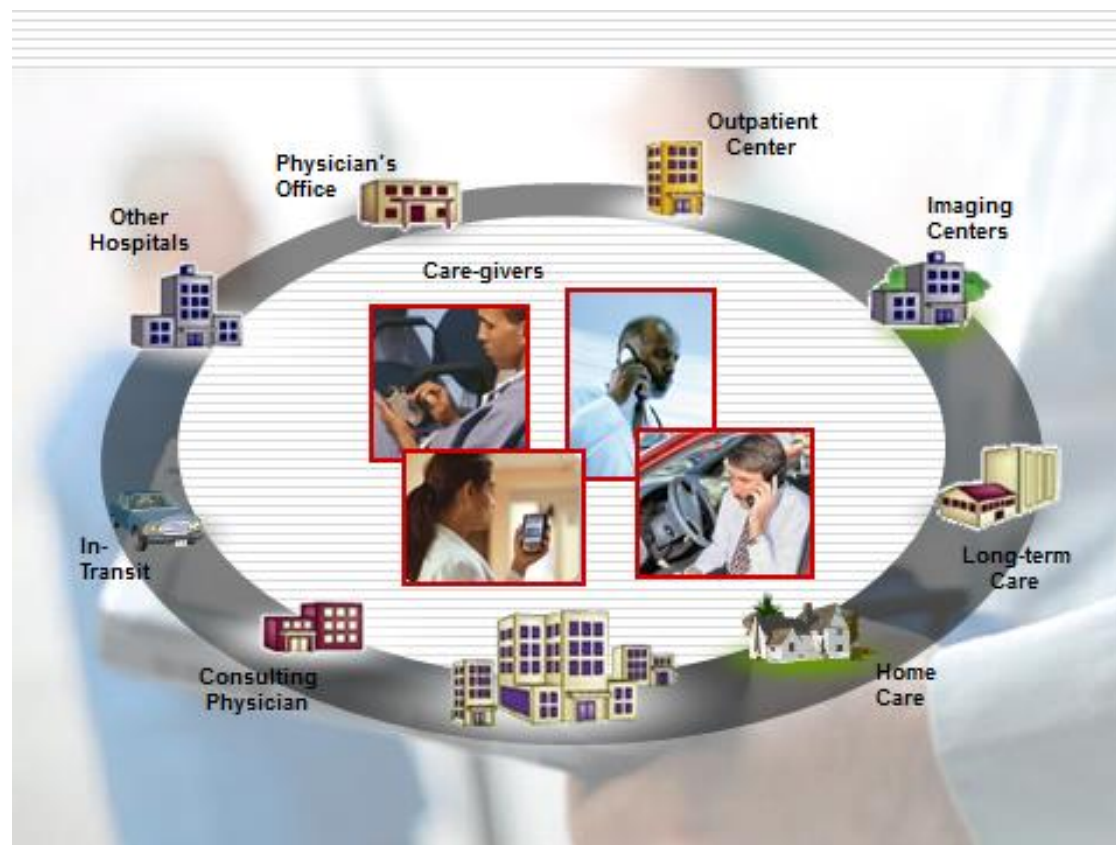 Outpatient
Center
Physician's
Office
Imaging
Centers
Other
Hospitals
Care-givers
In-
Transit
Long-term
Care
Consulting
Physician
Home
Care